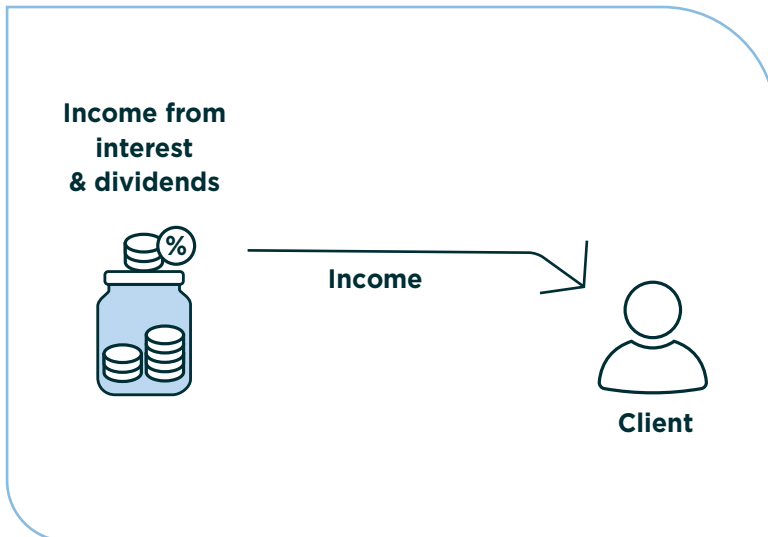 Income from
interest
& dividends
%
Income
Client